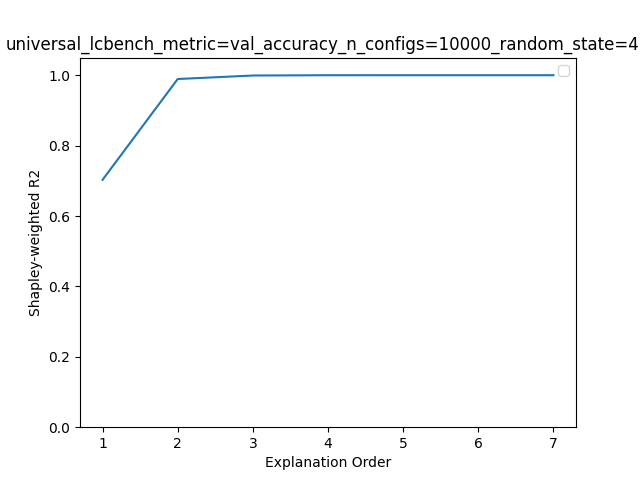 universal_lcbench_metric=val_accuracy_n_configs=10000_random_state=4
1.0
0.8
0.6
0.4
0.2
0.0
Shapley-weighted R2
1 2 3 4 5 6 7
Explanation Order